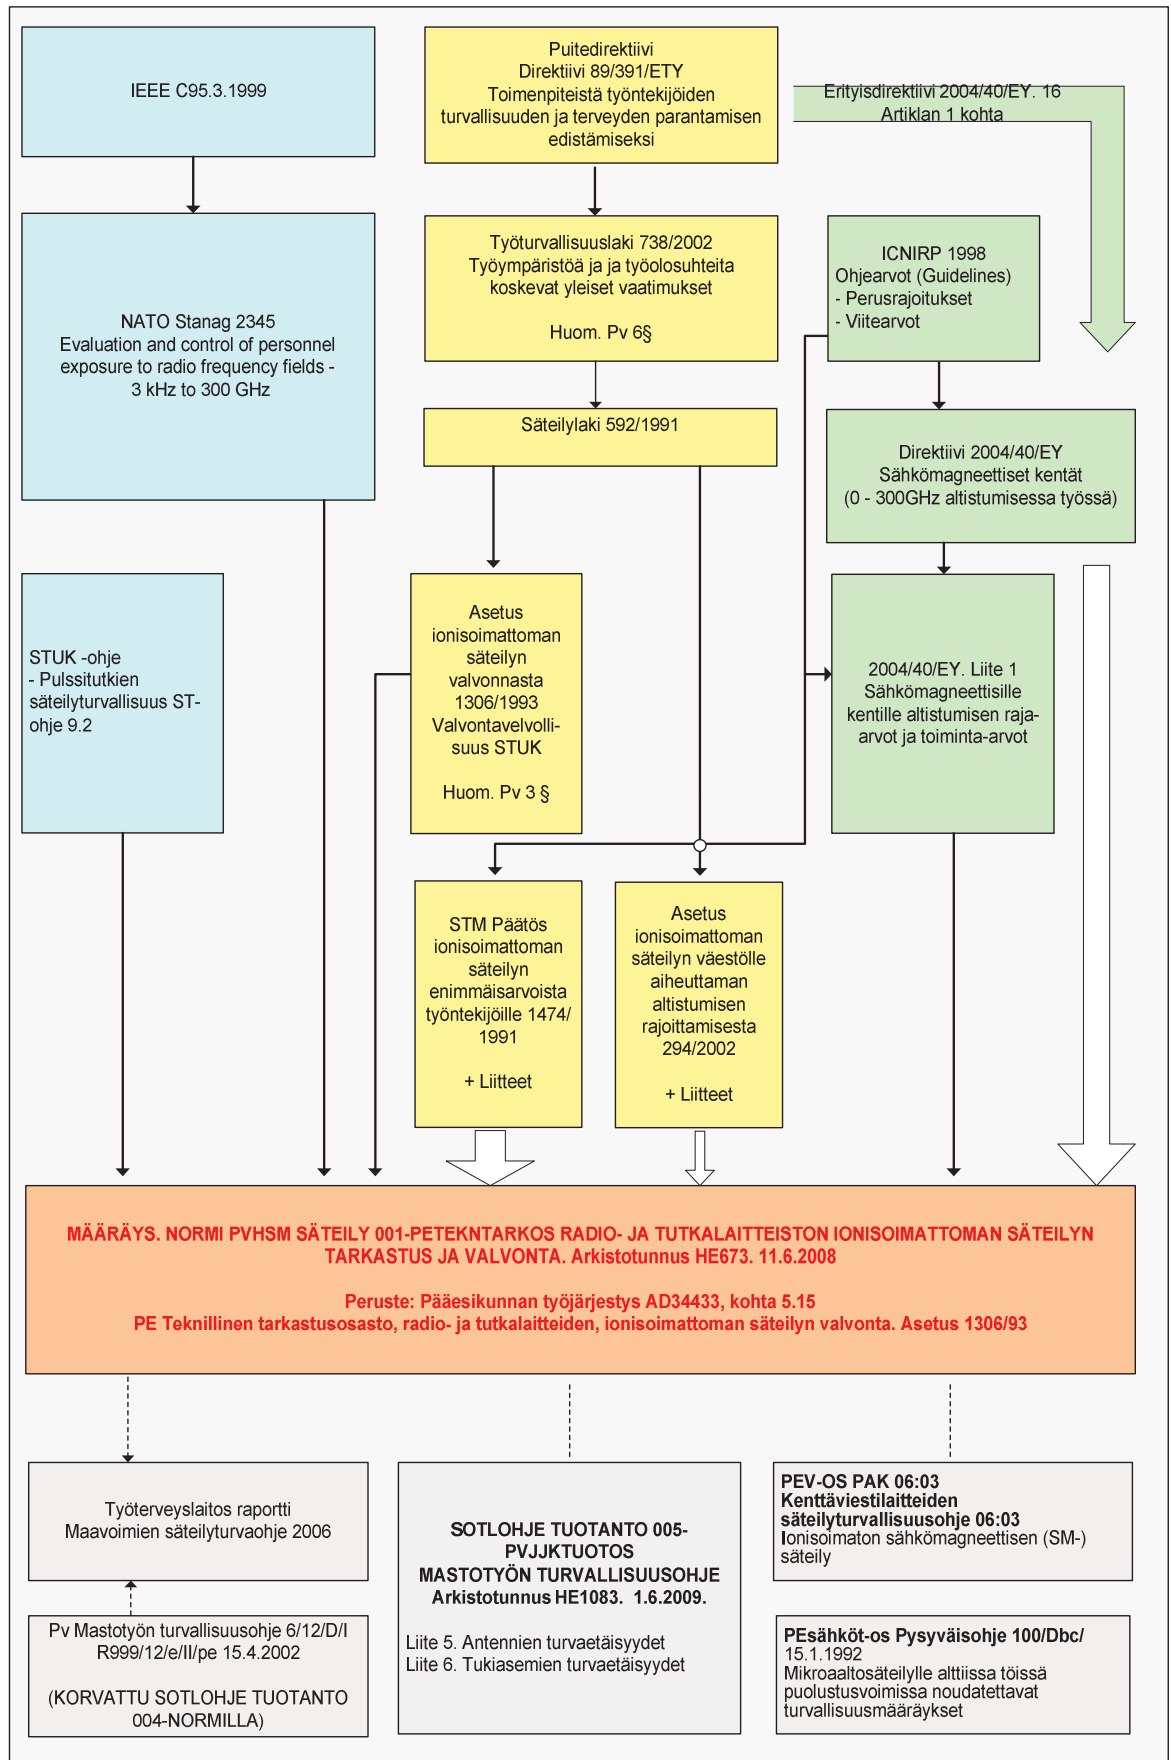 IEEE C95.3.1999
Puitedirektiivi
Direktiivi 89/391/ETY
Toimenpiteistä työntekijöiden
turvallisuuden ja terveyden parantamisen
edistämiseksi
Erityisdirektiivi 2004/40/EY. 16
Artiklan 1 kohta
NATO Stanag 2345
Evaluation and control of personnel
exposure to radio frequency fields -
3 kHz to 300 GHz
Työturvallisuuslaki 738/2002
Työympäristöä ja ja työolosuhteita
koskevat yleiset vaatimukset
Huom. Pv 6§
ICNIRP 1998
Ohjearvot (Guidelines)
- Perusrajoitukset
- Viitearvot
Säteilylaki 592/1991
Direktiivi 2004/40/EY
Sähkömagneettiset kentät
(0 - 300GHz altistumisessa työssä)
STUK -ohje
- Pulssitutkien
säteilyturvallisuus ST-
ohje 9.2
Asetus
ionisoimattoman
säteilyn
valvonnasta
1306/1993
Valvontavelvolli-
suus STUK
Huom. Pv 3 §
2004/40/EY. Liite 1
Sähkömagneettisille
kentille altistumisen raja-
arvot ja toiminta-arvot
STM Päätös
ionisoimattoman
säteilyn
enimmäisarvoista
työntekijöille 1474/
1991
+ Liitteet
Asetus
ionisoimattoman
säteilyn väestölle
aiheuttaman
altistumisen
rajoittamisesta
294/2002
+ Liitteet
MÄÄRÄYS. NORMI PVHSM SÄTEILY 001-PETEKNTARKOS RADIO- JA TUTKALAITTEISTON IONISOIMATTOMAN SÄTEILYN
TARKASTUS JA VALVONTA. Arkistotunnus HE673. 11.6.2008
Peruste: Pääesikunnan työjärjestys AD34433, kohta 5.15
PE Teknillinen tarkastusosasto, radio- ja tutkalaitteiden, ionisoimattoman säteilyn valvonta. Asetus 1306/93
Työterveyslaitos raportti
Maavoimien säteilyturvaohje 2006
Pv Mastotyön turvallisuusohje 6/12/D/I
R999/12/e/II/pe 15.4.2002
(KORVATTU SOTLOHJE TUOTANTO
004-NORMILLA)
SOTLOHJE TUOTANTO 005-
PVJJKTUOTOS
MASTOTYÖN TURVALLISUUSOHJE
Arkistotunnus HE1083. 1.6.2009.
Liite 5. Antennien turvaetäisyydet
Liite 6. Tukiasemien turvaetäisyydet
PEV-OS PAK 06:03
Kenttäviestilaitteiden
säteilyturvallisuusohje 06:03
Ionisoimaton sähkömagneettisen (SM-)
säteily
PEsähköt-os Pysyväisohje 100/Dbc/
15.1.1992
Mikroaaltosäteilylle alttiissa töissä
puolustusvoimissa noudatettavat
turvallisuusmääräykset